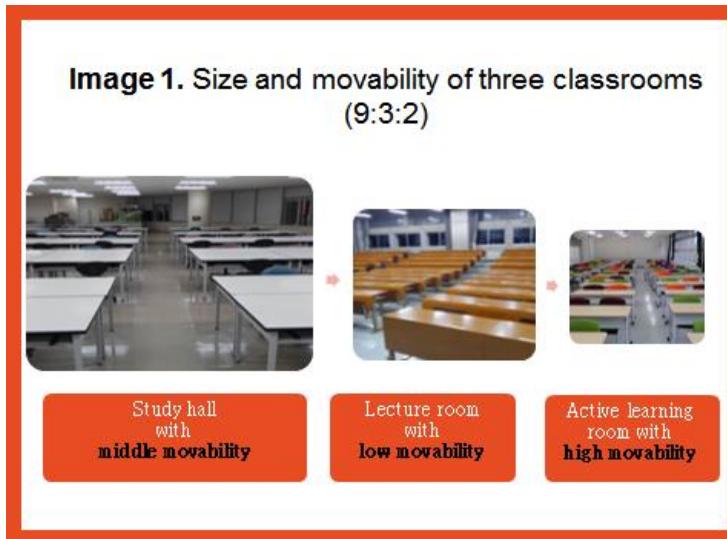 Image 1. Size and movability of three classrooms
(9:3:2)
Study hall
with
middle movability
Lecture room
with
low movability
Active learning
room with
high movability